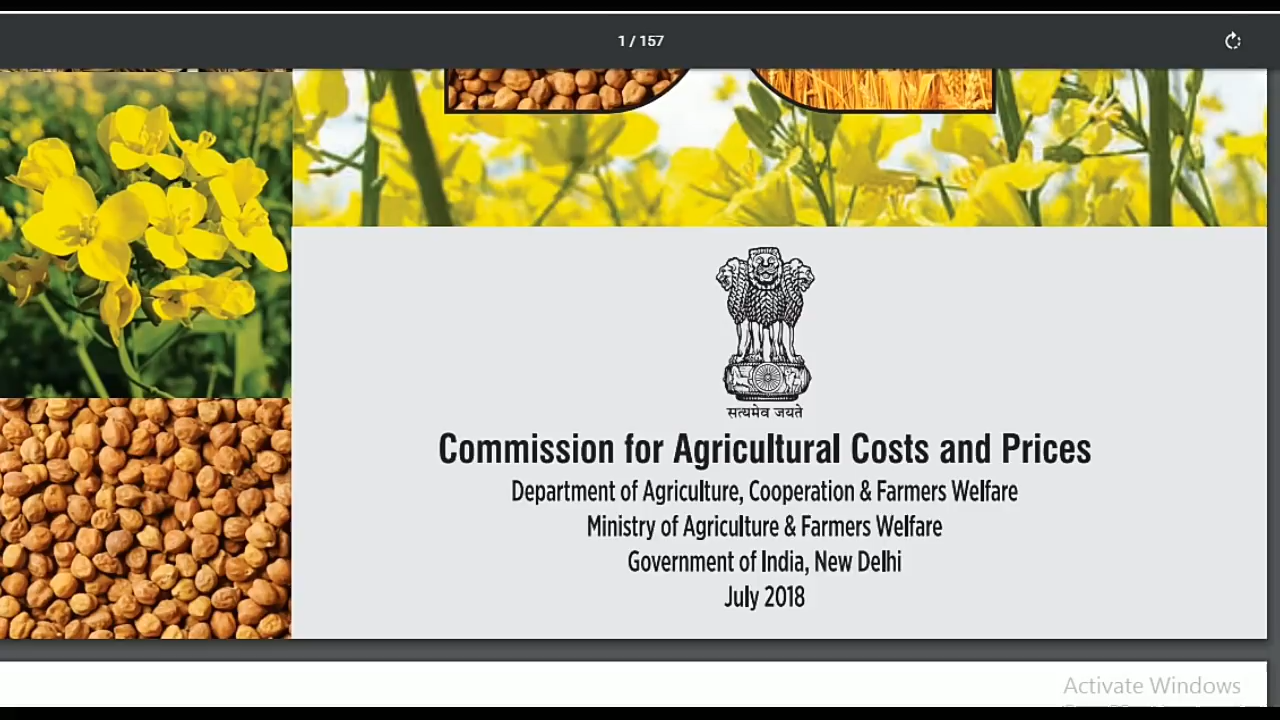 1 / 157
सत्यमेव जयते
Commission for Agricultural Costs and Prices
Department of Agriculture, Cooperation & Farmers Welfare
Ministry of Agriculture & Farmers Welfare
Government of India, New Delhi
July 2018
Activate Windows